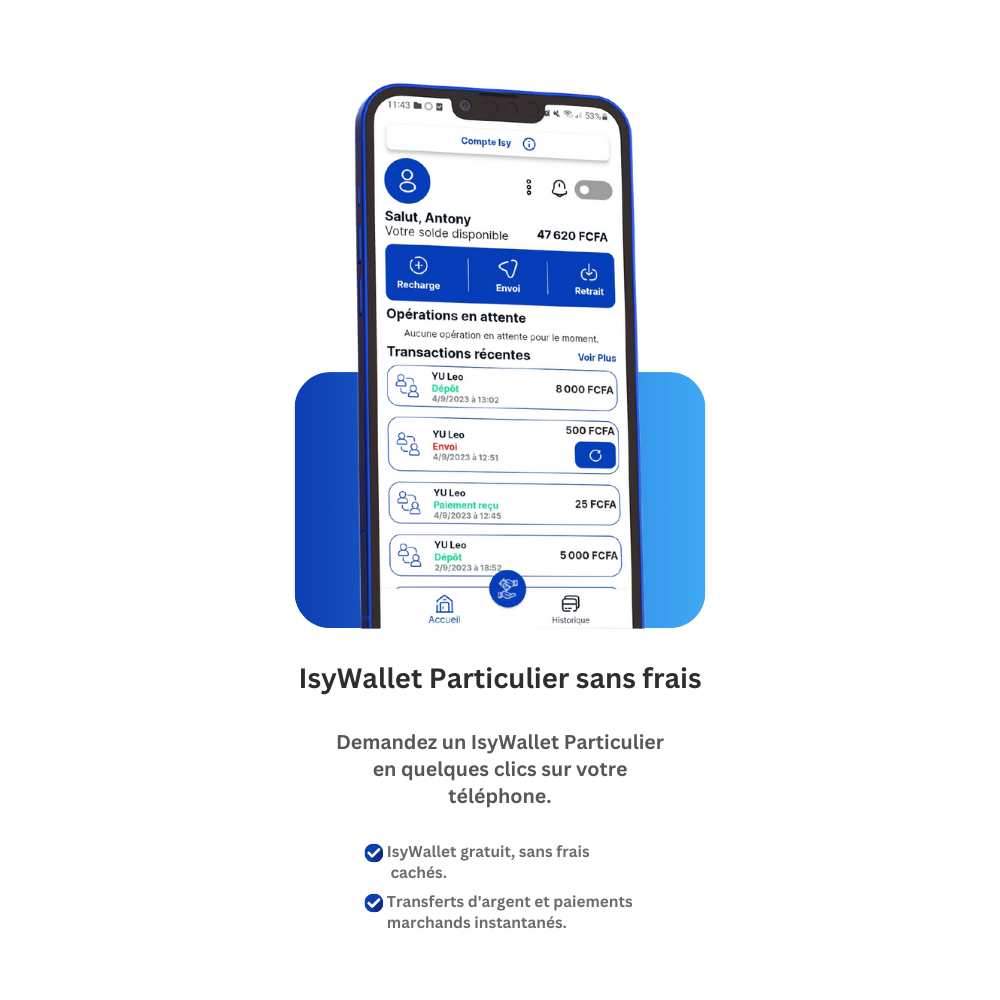 11:43
53%
Compte Isy
Salut, Antony
Votre solde disponible
47 620 FCFA
Recharge
Envoi
Retrait
Opérations en attente
Aucune opération en attente pour le moment.
Transactions récentes
Voir Plus
YU Leo
Dépôt
4/9/2023 à 13:02
8 000 FCFA
YU Leo
Envoi
4/9/2023 à 12:51
500 FCFA
YU Leo
Paiement reçu
4/9/2023 à 12:45
25 FCFA
YU Leo
Dépôt
2/9/2023 à 18:52
5 000 FCFA
Accueil
Historique
IsyWallet Particulier sans frais
Demandez un IsyWallet Particulier
en quelques clics sur votre
téléphone.
IsyWallet gratuit, sans frais
cachés.
Transferts d'argent et paiements
marchands instantanés.